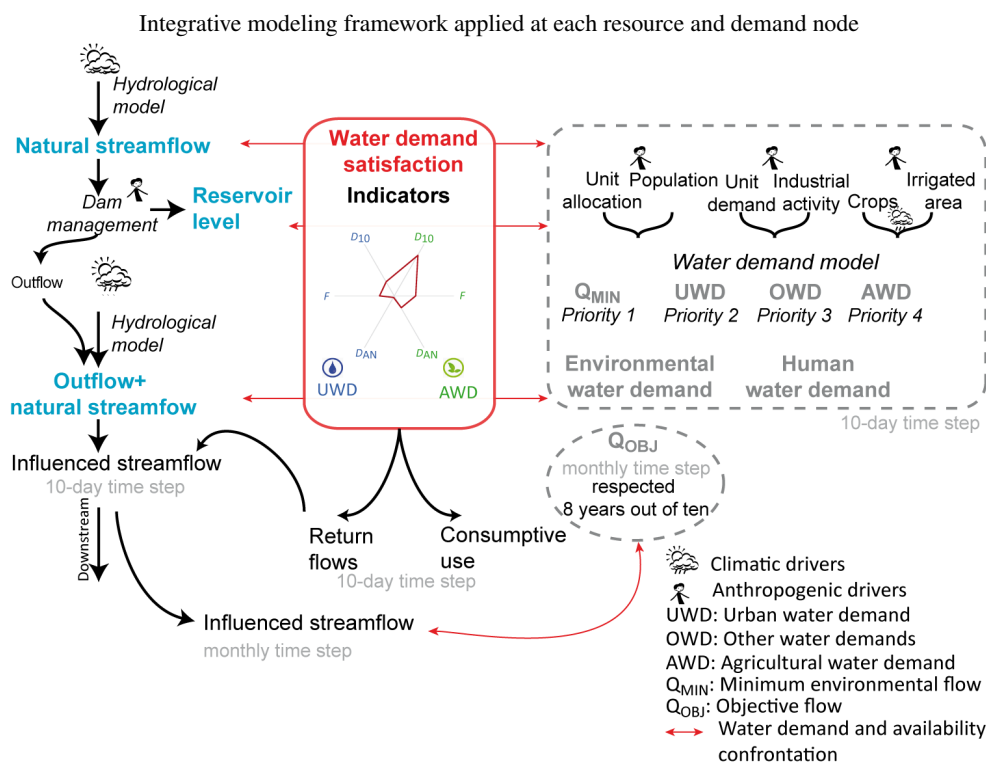 Integrative modeling framework applied at each resource and demand node
Hydrological
model
Natural streamflow
Dam
management
Reservoir
level
Outflow
Hydrological
model
Outflow+
natural streamfow
Influenced streamflow
10-day time step
Downstream
Influenced streamflow
monthly time step
Water demand
satisfaction
Indicators
D10
D10
F
F
DAN
DAN
UWD
AWD
Return
flows
Consumptive
use
10-day time step
Unit
allocation
Population
Unit
demand
Industrial
activity
Crops
Irrigated
area
Water demand model
QMIN
UWD
OWD
AWD
Priority 1
Priority 2
Priority 3
Priority 4
Environmental
water demand
Human
water demand
10-day time step
QOBJ
monthly time step
respected
8 years out of ten
Climatic drivers
Anthropogenic drivers
UWD: Urban water demand
OWD: Other water demands
AWD: Agricultural water demand
QMIN: Minimum environmental flow
QOBJ: Objective flow
Water demand and availability
confrontation